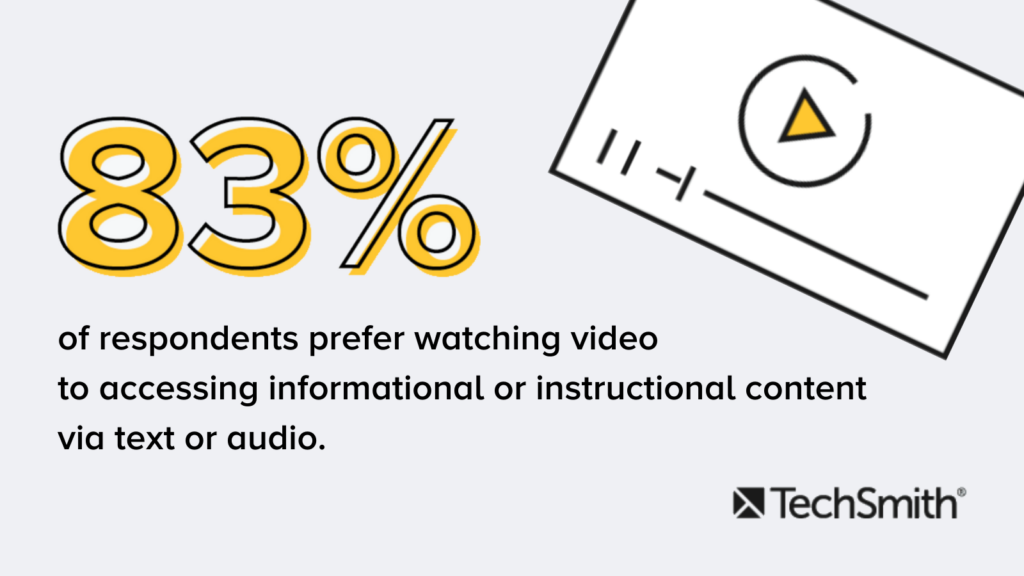 83%
of respondents prefer watching video
to accessing informational or instructional content
via text or audio.
TechSmith®